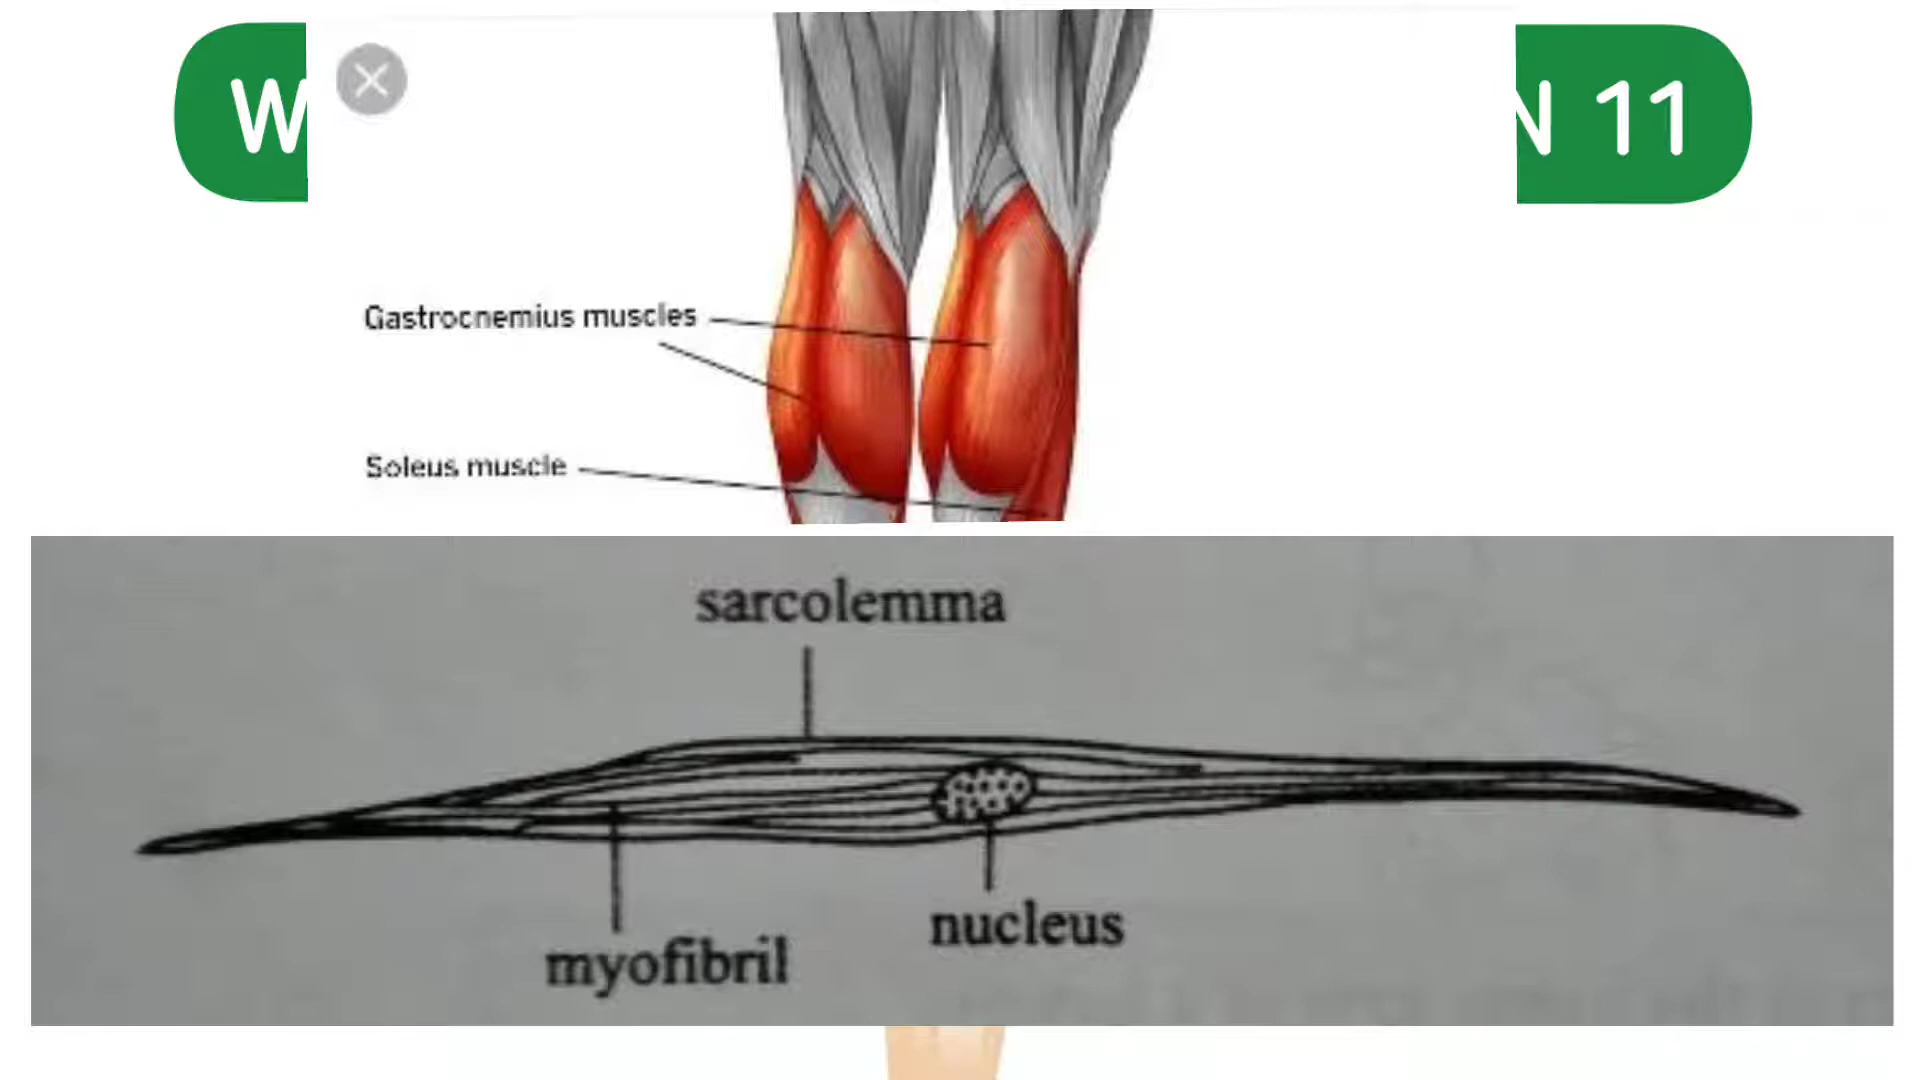 W
N 11
Gastrocnemius muscles
Soleus muscle
sarcolemma
nucleus
myofibril